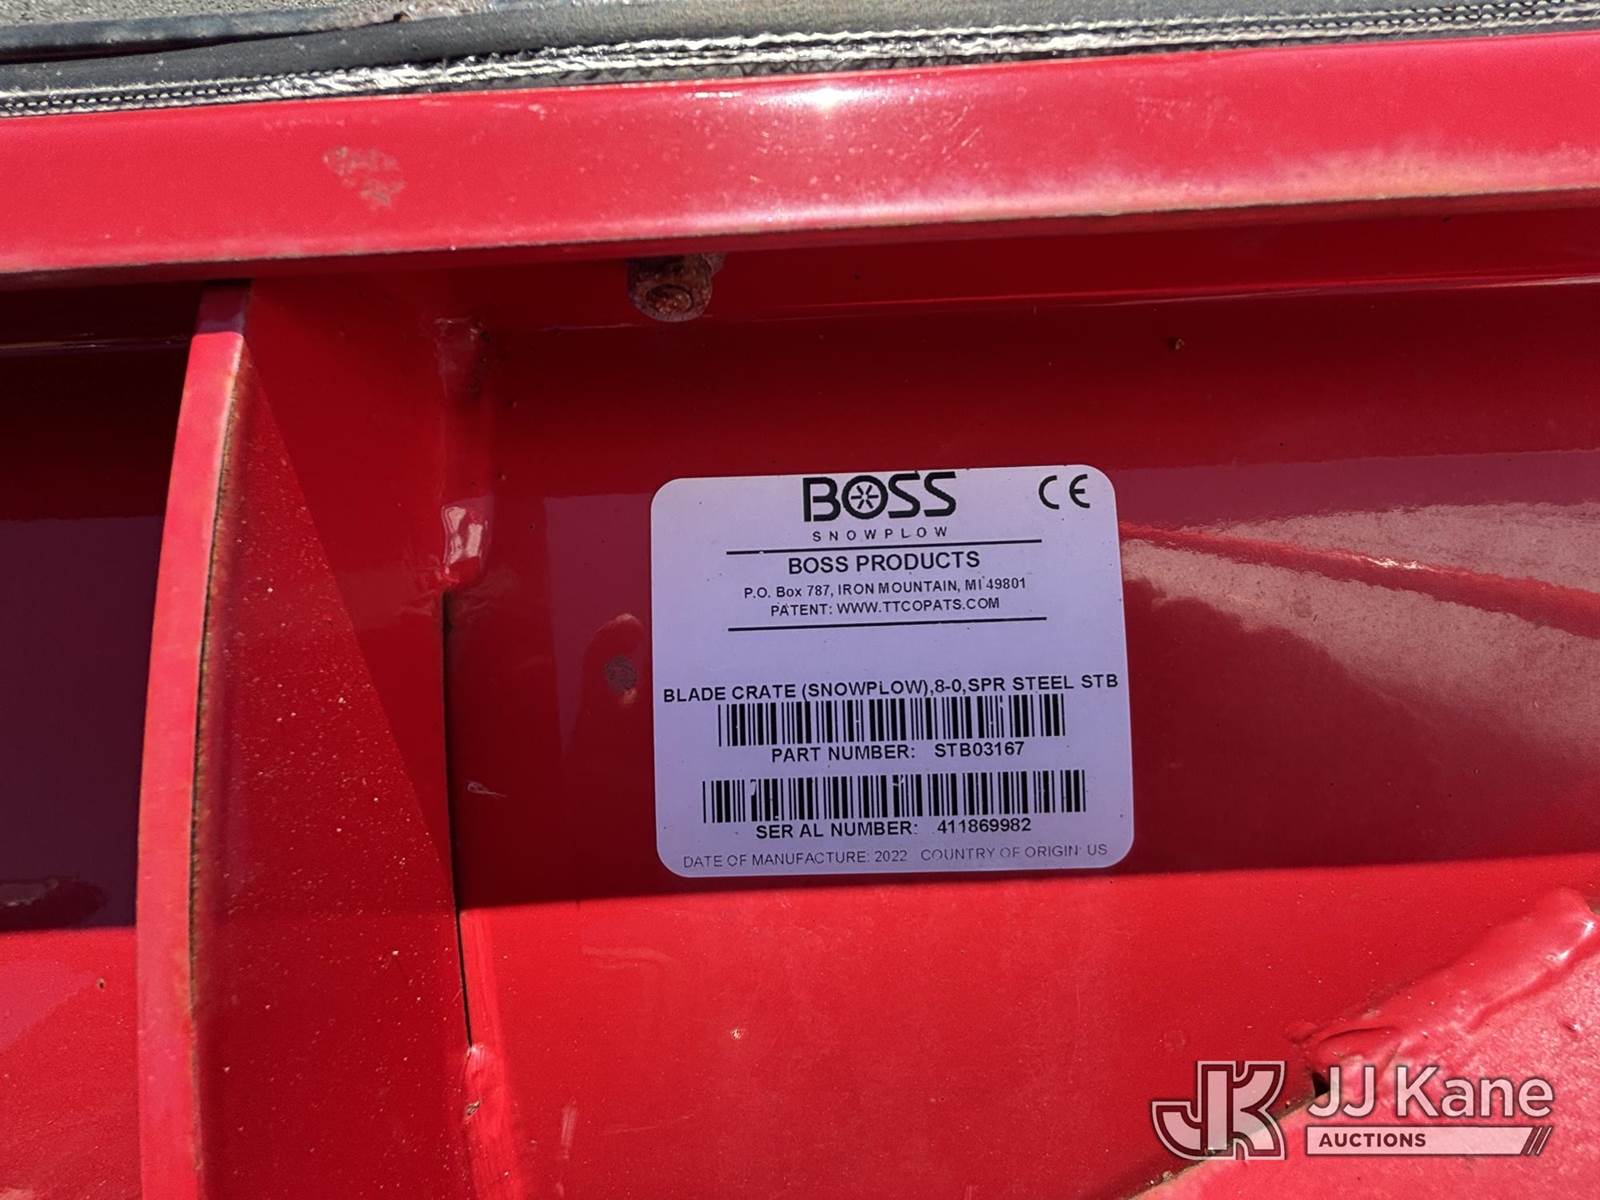 BOSS CE
SNOWPLOW
BOSS PRODUCTS
P.O. Box 787, IRON MOUNTAIN, MI 49801
PATENT: WWW.TTCOPATS.COM
BLADE CRATE (SNOWPLOW),8-0,SPR STEEL STB
PART NUMBER: STB03167
SER AL NUMBER: 411869982
DATE OF MANUFACTURE: 2022 COUNTRY OF ORIGIN: US
JK JJ Kane
AUCTIONS